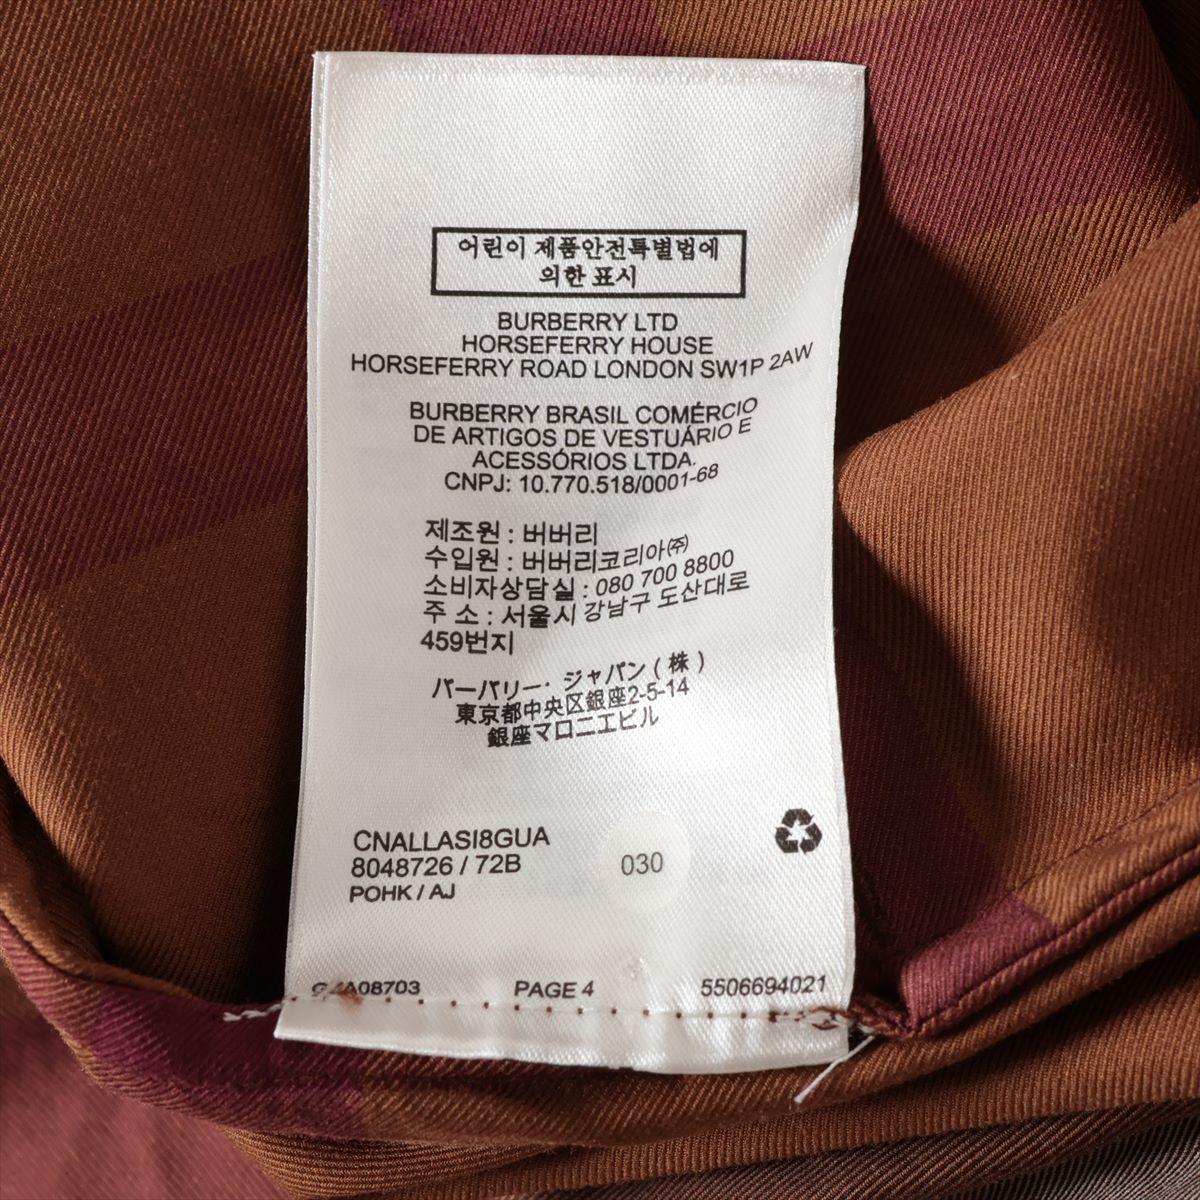 어린이 제품안전특별법에
의한 표시
BURBERRY LTD
HORSEFERRY HOUSE
HORSEFERRY ROAD LONDON SW1P 2AW
BURBERRY BRASIL COMÉRCIO
DE ARTIGOS DE VESTUÁRIO E
ACESSÓRIOS LTDA.
CNPJ: 10.770.518/0001-68
제조원 : 버버리
수입원 : 버버리코리아㈜
소비자상담실 : 080 700 8800
주 소 : 서울시 강남구 도산대로
459번지
バーバリー・ジャパン(株)
東京都中央区銀座2-5-14
銀座マロニエビル
CNALLASI8GUA
8048726 / 72B
030
POHK / AJ
PAGE 4
5506694021